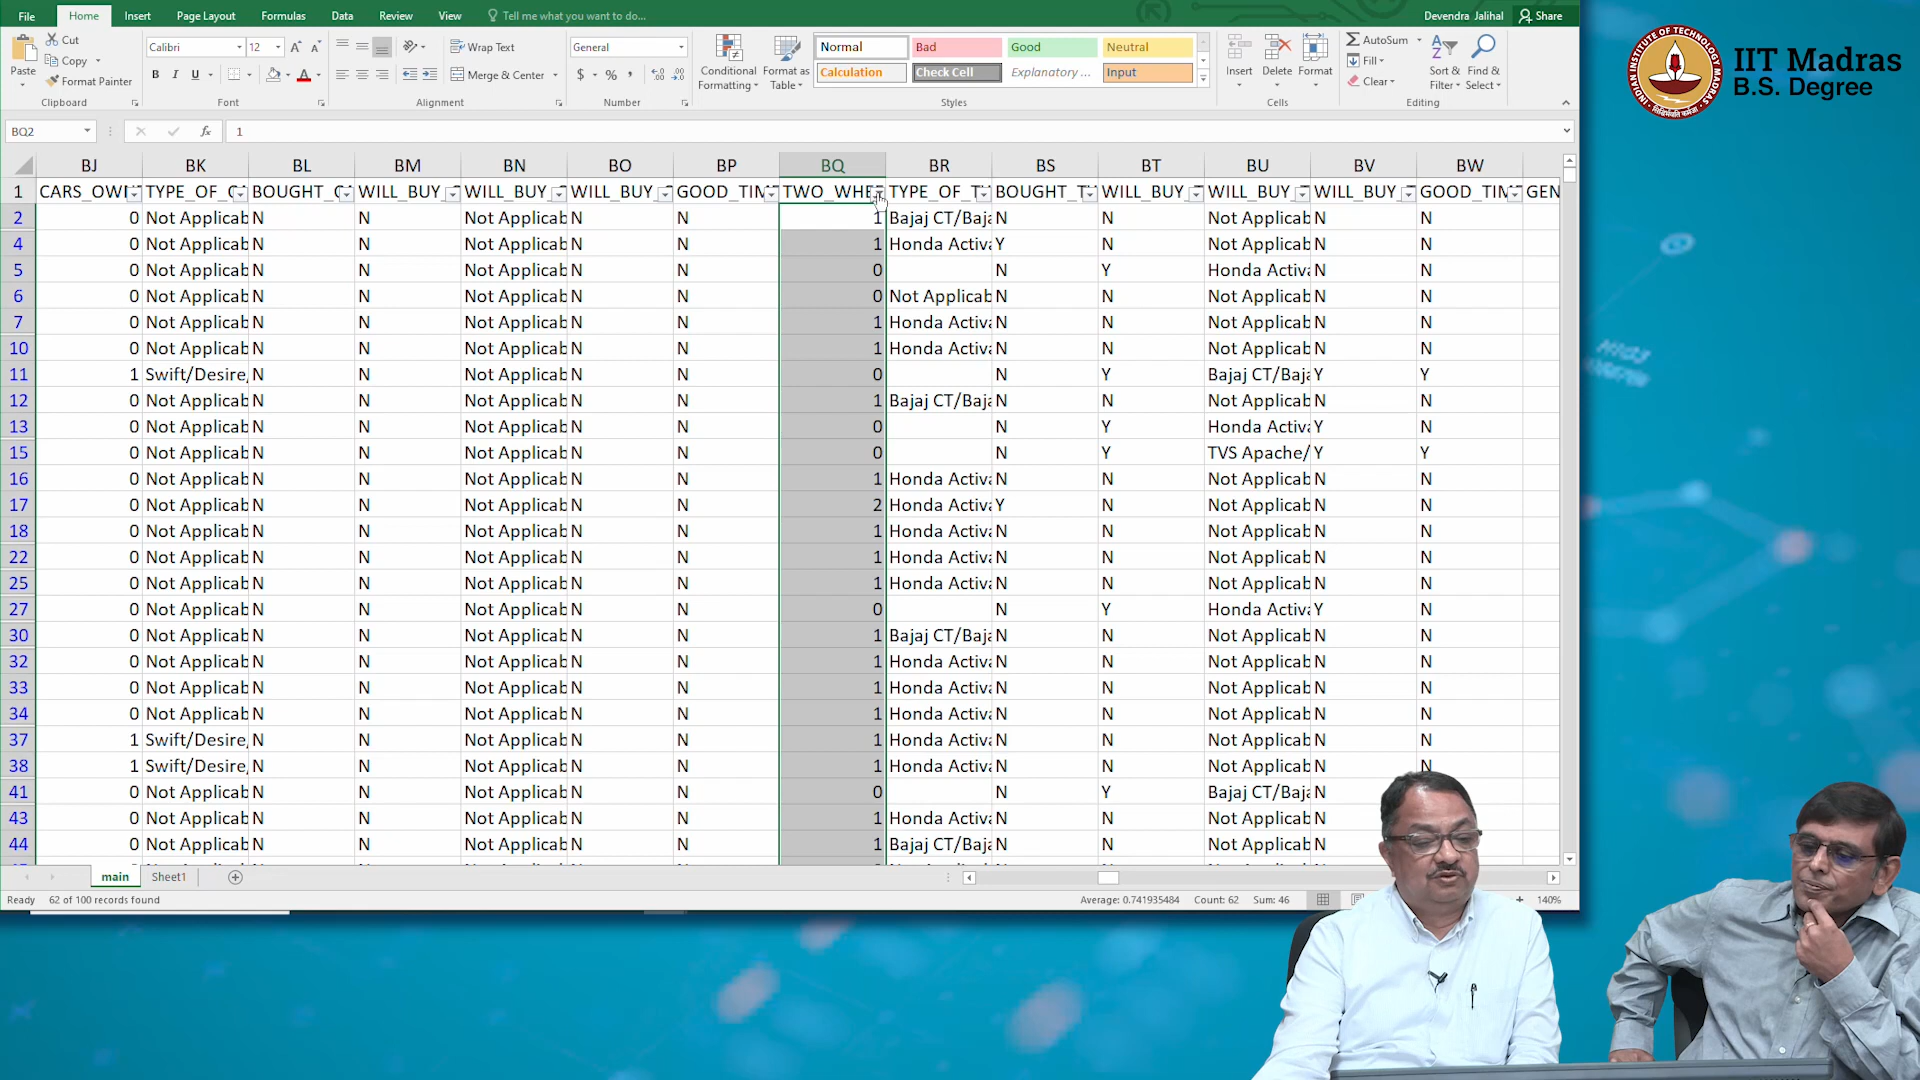 File Home Insert Page Layout Formulas Data Review View Tell me what you want to do... Devendra Jalihal Share
Paste Cut Copy Format Painter Clipboard
Calibri 12 B I U Font
Wrap Text Merge & Center Alignment
General $ % , Number
Conditional Formatting Format as Table Normal Bad Good Neutral
Calculation Check Cell Explanatory ... Input Styles
Insert Delete Format Cells
AutoSum Fill Clear Sort & Filter Find & Select Editing
IIT Madras
B.S. Degree
BQ2 fx 1
BJ BK BL BM BN BO BP BQ BR BS BT BU BV BW
1 CARS_OWN TYPE_OF_C BOUGHT_C WILL_BUY_ WILL_BUY_ WILL_BUY_ GOOD_TIM TWO_WHEE TYPE_OF_T BOUGHT_T WILL_BUY_ WILL_BUY_ WILL_BUY_ GOOD_TIM GEN
2 0 Not Applicab N N Not Applicab N N 1 Bajaj CT/Baja N N Not Applicab N N
4 0 Not Applicab N N Not Applicab N N 1 Honda Activa Y N Not Applicab N N
5 0 Not Applicab N N Not Applicab N N 0 N Y Honda Activa N N
6 0 Not Applicab N N Not Applicab N N 0 Not Applicab N N Not Applicab N N
7 0 Not Applicab N N Not Applicab N N 1 Honda Activa N N Not Applicab N N
10 0 Not Applicab N N Not Applicab N N 1 Honda Activa N N Not Applicab N N
11 1 Swift/Desire, N N Not Applicab N N 0 N Y Bajaj CT/Baja Y Y
12 0 Not Applicab N N Not Applicab N N 1 Bajaj CT/Baja N N Not Applicab N N
13 0 Not Applicab N N Not Applicab N N 0 N Y Honda Activa Y N
15 0 Not Applicab N N Not Applicab N N 0 N Y TVS Apache/ Y Y
16 0 Not Applicab N N Not Applicab N N 1 Honda Activa N N Not Applicab N N
17 0 Not Applicab N N Not Applicab N N 2 Honda Activa Y N Not Applicab N N
18 0 Not Applicab N N Not Applicab N N 1 Honda Activa N N Not Applicab N N
22 0 Not Applicab N N Not Applicab N N 1 Honda Activa N N Not Applicab N N
25 0 Not Applicab N N Not Applicab N N 1 Honda Activa N N Not Applicab N N
27 0 Not Applicab N N Not Applicab N N 0 N Y Honda Activa Y N
30 0 Not Applicab N N Not Applicab N N 1 Bajaj CT/Baja N N Not Applicab N N
32 0 Not Applicab N N Not Applicab N N 1 Honda Activa N N Not Applicab N N
33 0 Not Applicab N N Not Applicab N N 1 Honda Activa N N Not Applicab N N
34 0 Not Applicab N N Not Applicab N N 1 Honda Activa N N Not Applicab N N
37 1 Swift/Desire, N N Not Applicab N N 1 Honda Activa N N Not Applicab N N
38 1 Swift/Desire, N N Not Applicab N N 1 Honda Activa N N Not Applicab N N
41 0 Not Applicab N N Not Applicab N N 0 N Y Bajaj CT/Baja N
43 0 Not Applicab N N Not Applicab N N 1 Honda Activa N N Not Applicab N
44 0 Not Applicab N N Not Applicab N N 1 Bajaj CT/Baja N N Not Applicab N
main Sheet1
Ready 62 of 100 records found Average: 0.741935484 Count: 62 Sum: 46 140%